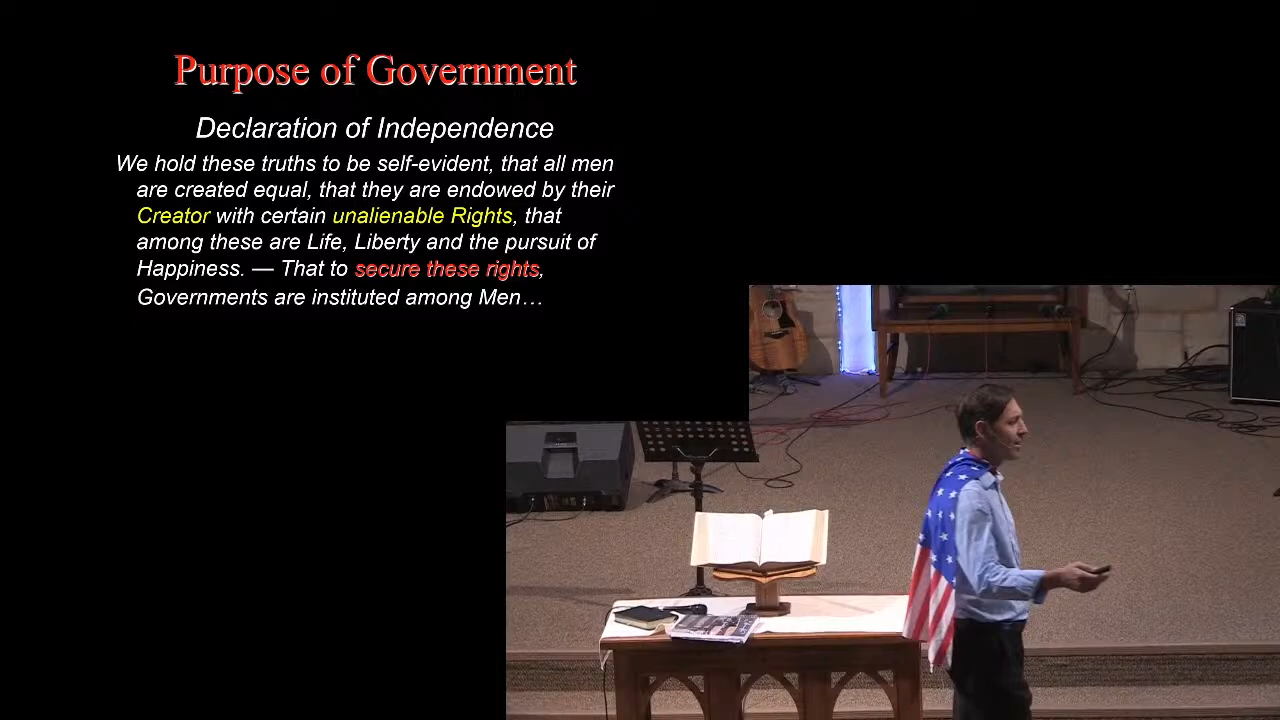 Purpose of Government
Declaration of Independence
We hold these truths to be self-evident, that all men
are created equal, that they are endowed by their
Creator with certain unalienable Rights, that
among these are Life, Liberty and the pursuit of
Happiness. — That to secure these rights,
Governments are instituted among Men…